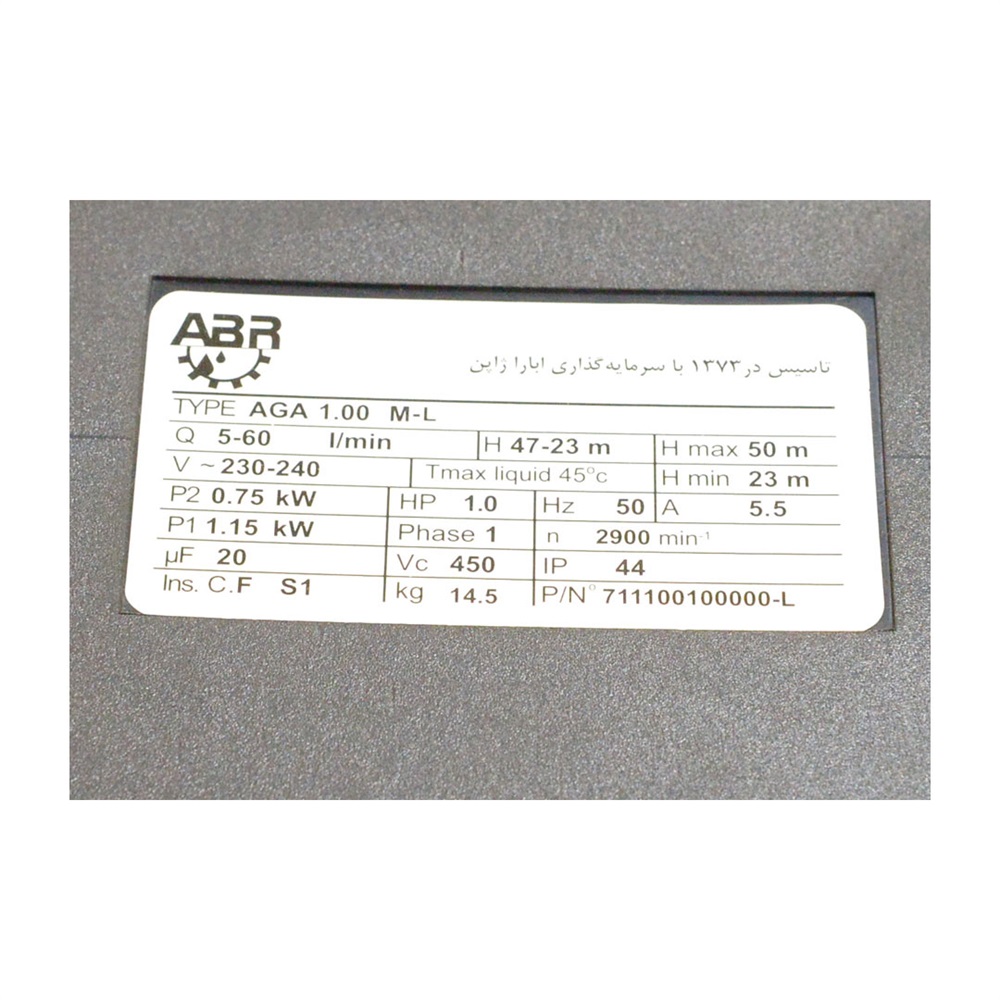 ABR
تاسیس در ۱۳۷۳ با سرمایه‌گذاری ابارا ژاپن
TYPE AGA 1.00 M-L
Q 5-60 l/min H 47-23 m H max 50 m
V ~ 230-240 Tmax liquid 45°c H min 23 m
P2 0.75 kW HP 1.0 Hz 50 A 5.5
P1 1.15 kW Phase 1 n 2900 min⁻¹
µF 20 Vc 450 IP 44
Ins. C.F S1 kg 14.5 P/N° 711100100000-L